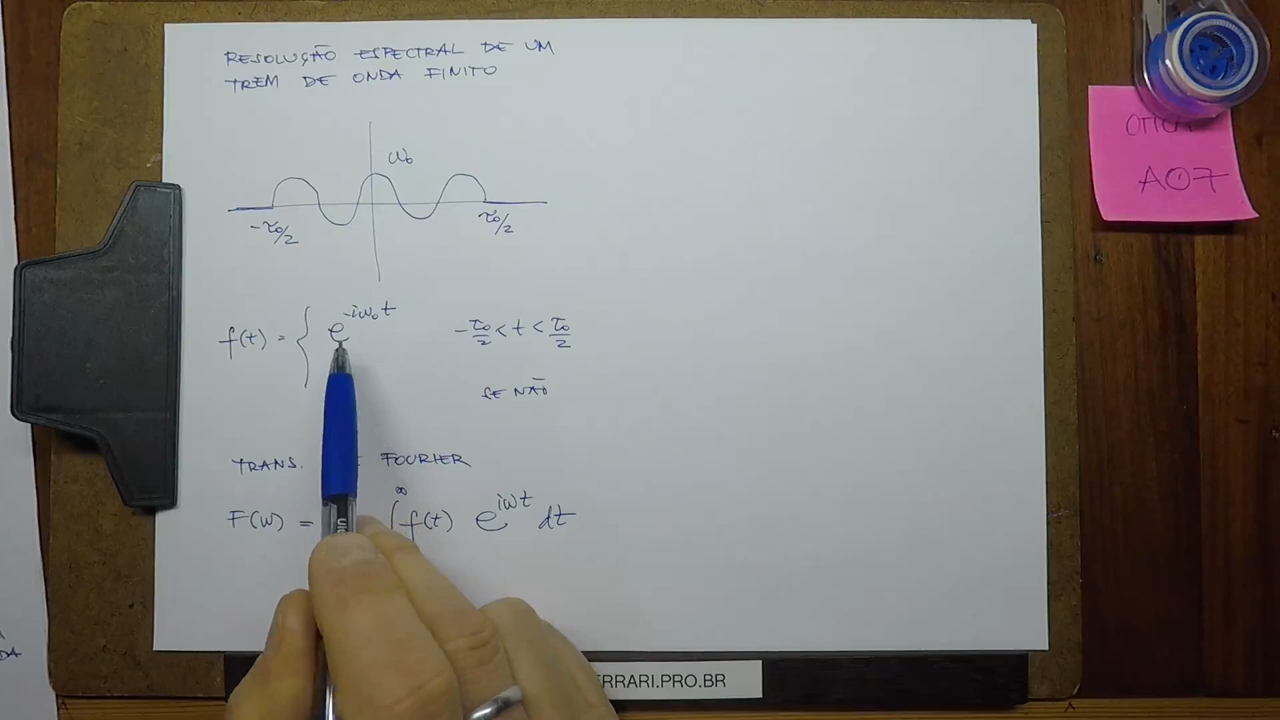 RESOLUÇÃO ESPECTRAL DE UM
TREM DE ONDA FINITO
ω₀
-τ₀/2
τ₀/2
f(t) = { e^{-iω₀t}
-τ₀/2 < t < τ₀/2
SE NÃO
TRANS. FOURIER
F(ω) = ∫^∞ f(t) e^{iωt} dt
ÓTICA
A07
RRARI.PRO.BR